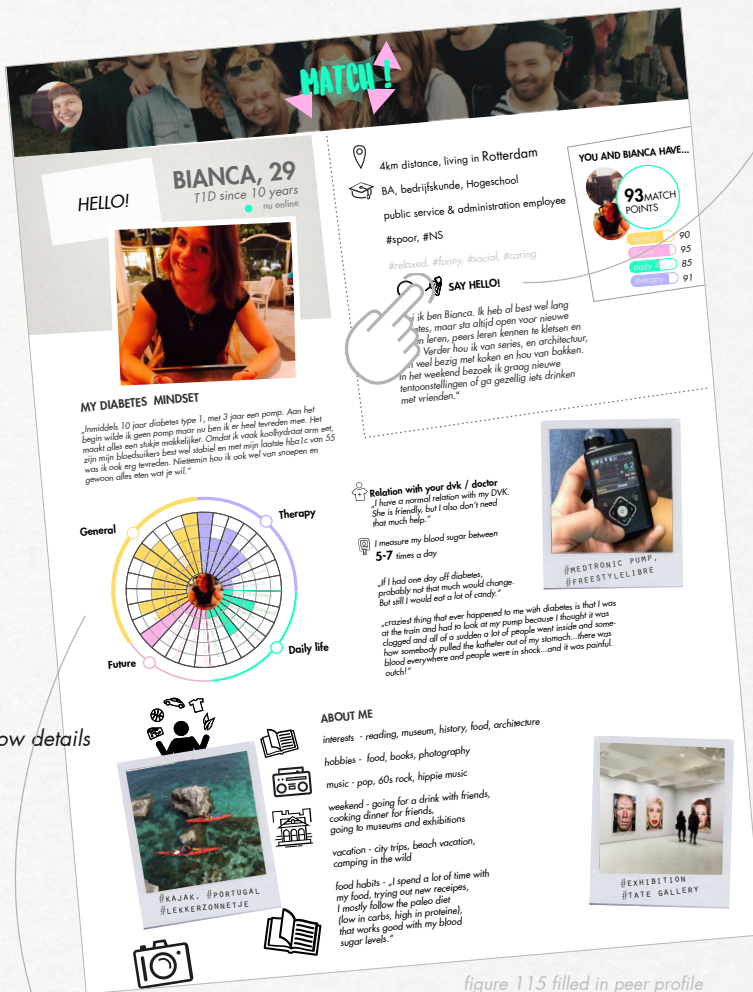 MATCH !
HELLO!
BIANCA, 29
T1D since 10 years
nu online
4km distance, living in Rotterdam
BA, bedrijfskunde, Hogeschool
public service & administration employee
#spoor, #NS
#relaxed, #funny, #social, #caring
SAY HELLO!
i ik ben Bianca. Ik heb al best wel lang
etes, maar sta altijd open voor nieuwe
en leren, peers leren kennen te kletsen en
Verder hou ik van series, en architectuur,
n veel bezig met koken en hou van bakken.
In het weekend bezoek ik graag nieuwe
tentoonstellingen of ga gezellig iets drinken
met vrienden.“
YOU AND BIANCA HAVE...
93 MATCH
POINTS
90
95
daily 85
therapy 91
MY DIABETES MINDSET
„Inmiddels 10 jaar diabetes type 1, met 3 jaar een pomp. Aan het
begin wilde ik geen pomp maar nu ben ik er heel tevreden mee. Het
maakt alles een stukje makkelijker. Omdat ik vaak koolhydraat arm eet,
zijn mijn bloedsuikers best wel stabiel en met mijn laatste hba1c van 55
was ik ook erg tevreden. Niettemin hou ik ook wel van snoepen en
gewoon alles eten wat je wil.“
General
Therapy
Future
Daily life
Relation with your dvk / doctor
„I have a normal relation with my DVK.
She is friendly, but I also don't need
that much help.“
I measure my blood sugar between
5-7 times a day
„If I had one day off diabetes,
probably not that much would change.
But still I would eat a lot of candy.“
„craziest thing that ever happened to me with diabetes is that I was
at the train and had to look at my pump because I thought it was
clogged and all of a sudden a lot of people went inside and some-
how somebody pulled the katheter out of my stomach...there was
blood everywhere and people were in shock...and it was painful.
outch!“
#MEDTRONIC PUMP,
#FREESTYLELIBRE
ow details
ABOUT ME
interests - reading, museum, history, food, architecture
hobbies - food, books, photography
music - pop, 60s rock, hippie music
weekend - going for a drink with friends,
cooking dinner for friends,
going to museums and exhibitions
vacation - city trips, beach vacation,
camping in the wild
food habits - „I spend a lot of time with
my food, trying out new receipes,
I mostly follow the paleo diet
(low in carbs, high in proteine),
that works good with my blood
sugar levels.“
#KAJAK, #PORTUGAL
#LEKKERZONNETJE
#EXHIBITION
#TATE GALLERY
figure 115 filled in peer profile